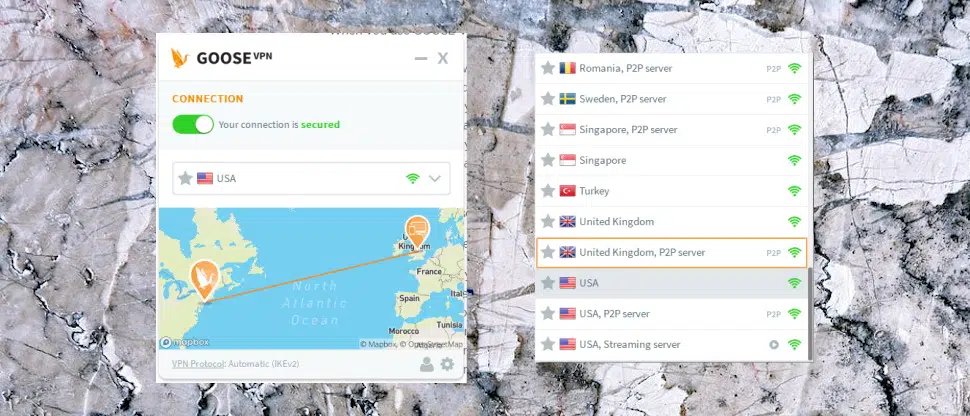 GOOSE VPN
CONNECTION
Your connection is secured
USA
Kingdom
France
Spain
Ital
North
Atlantic
Ocean
Morocco
Tunisia
mapbox
© Mapbox, © OpenStreetMap
VPN Protocol: Automatic (IKEv2)
Romania, P2P server P2P
Sweden, P2P server P2P
Singapore, P2P server P2P
Singapore
Turkey
United Kingdom
United Kingdom, P2P server P2P
USA
USA, P2P server P2P
USA, Streaming server